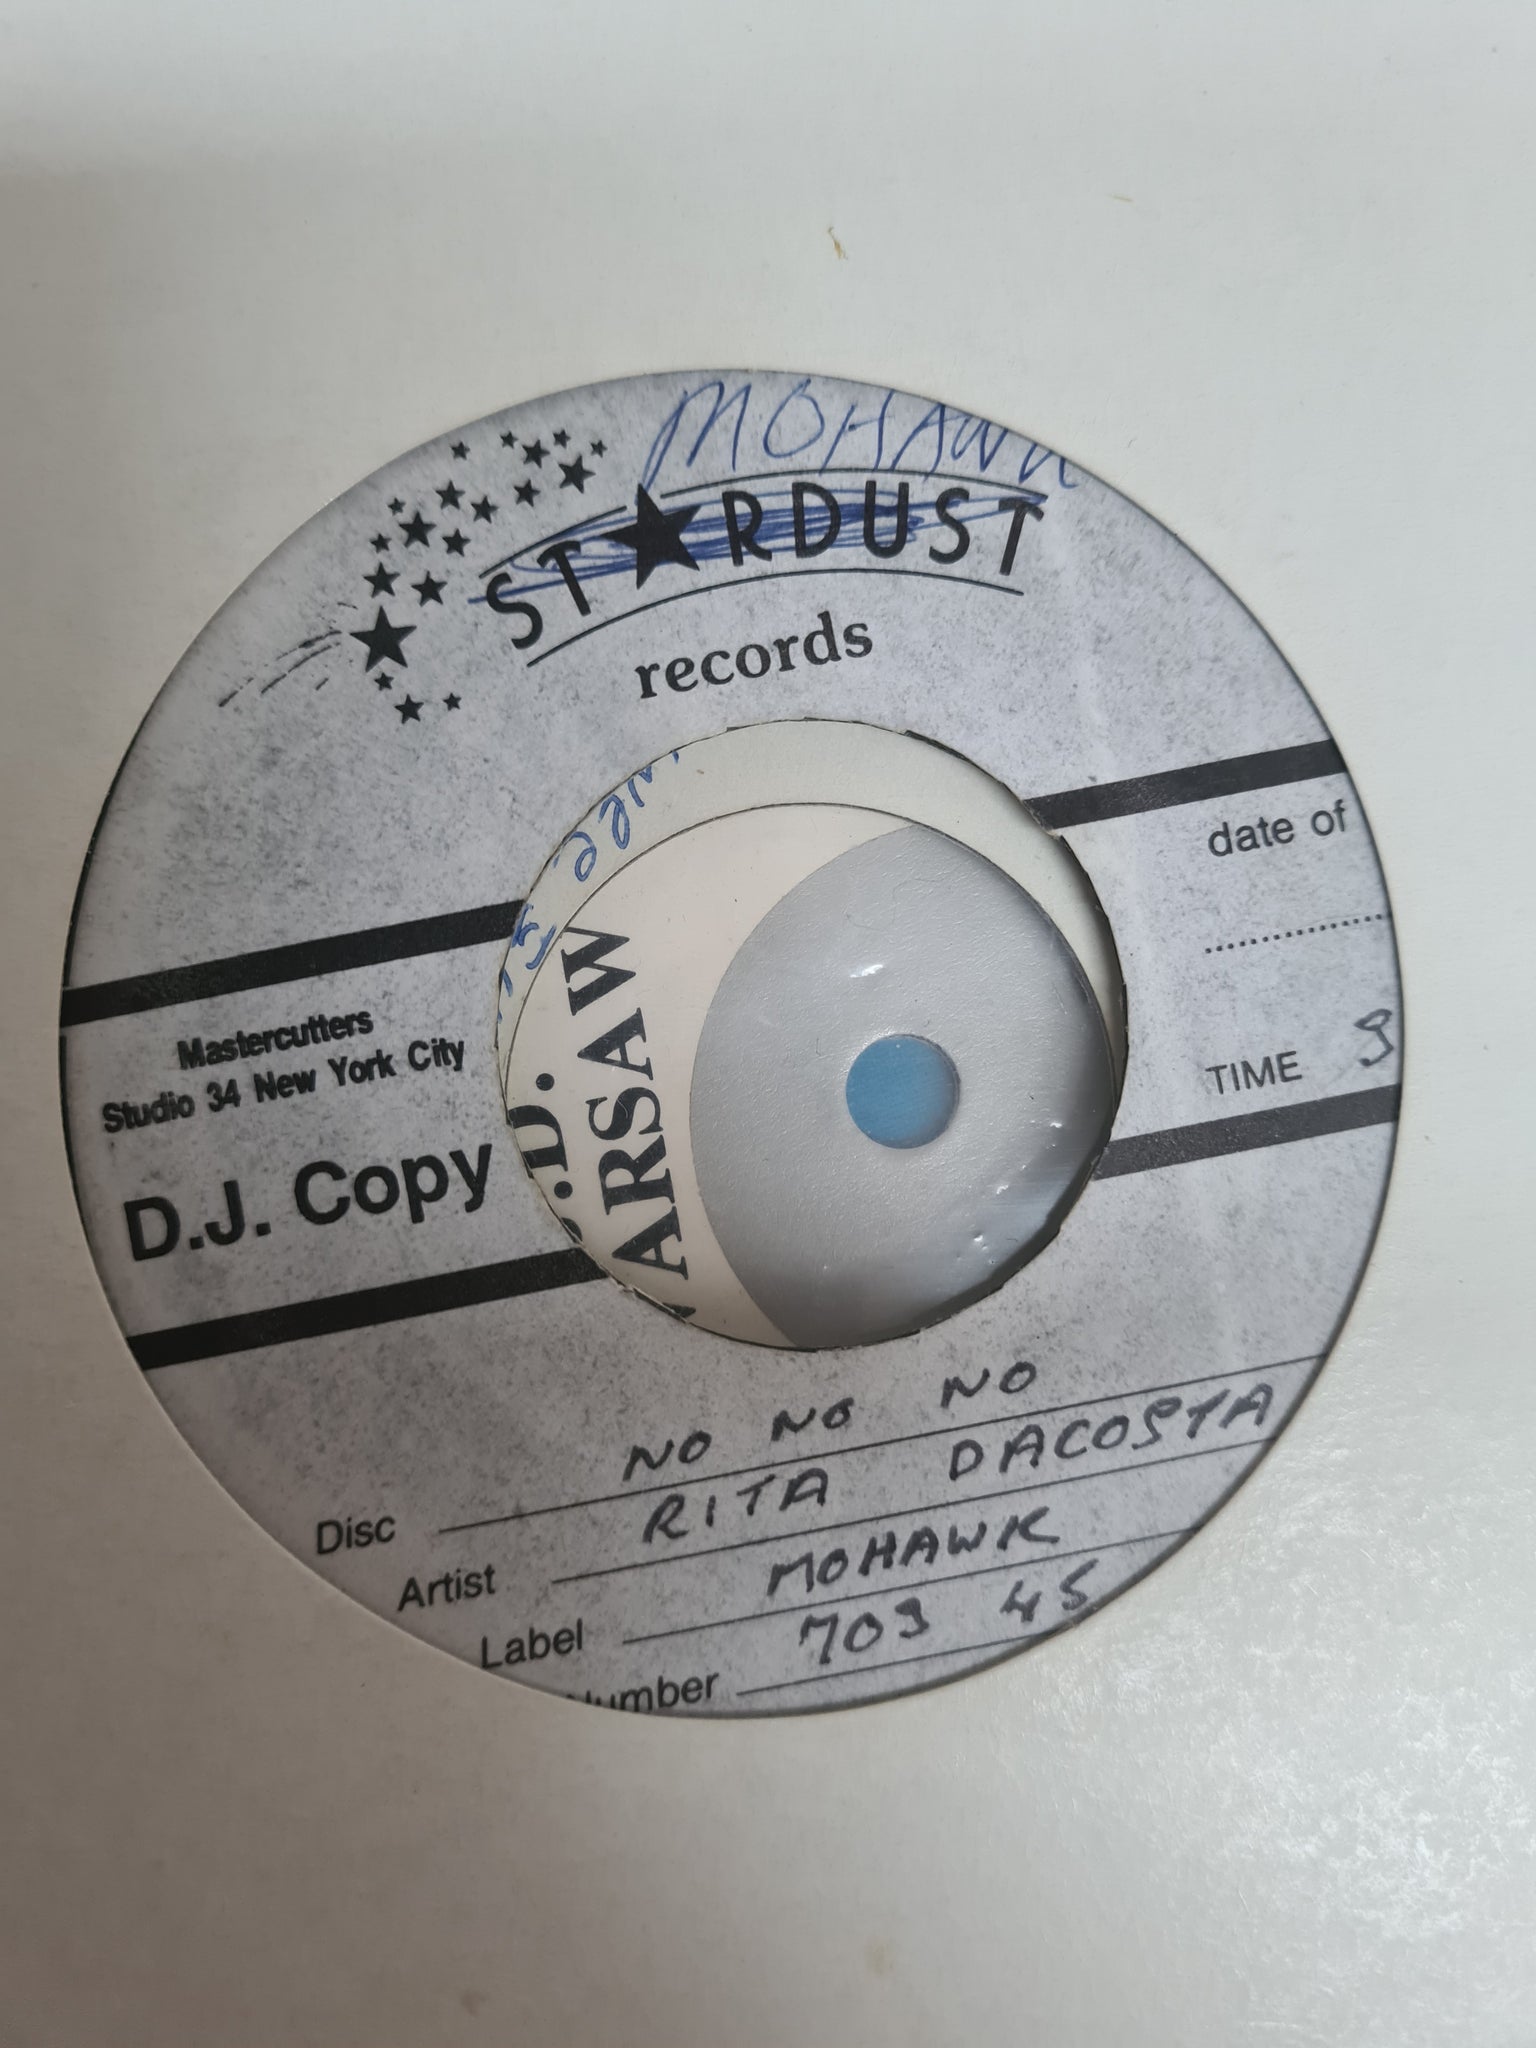 MOHAWK
STARDUST
records
date of
Mastercutters
Studio 34 New York City
TIME
D.J. Copy
.D.
ARSAW
NO NO NO
Disc
RITA DACOSTA
Artist
MOHAWK
Label
703 45
Number